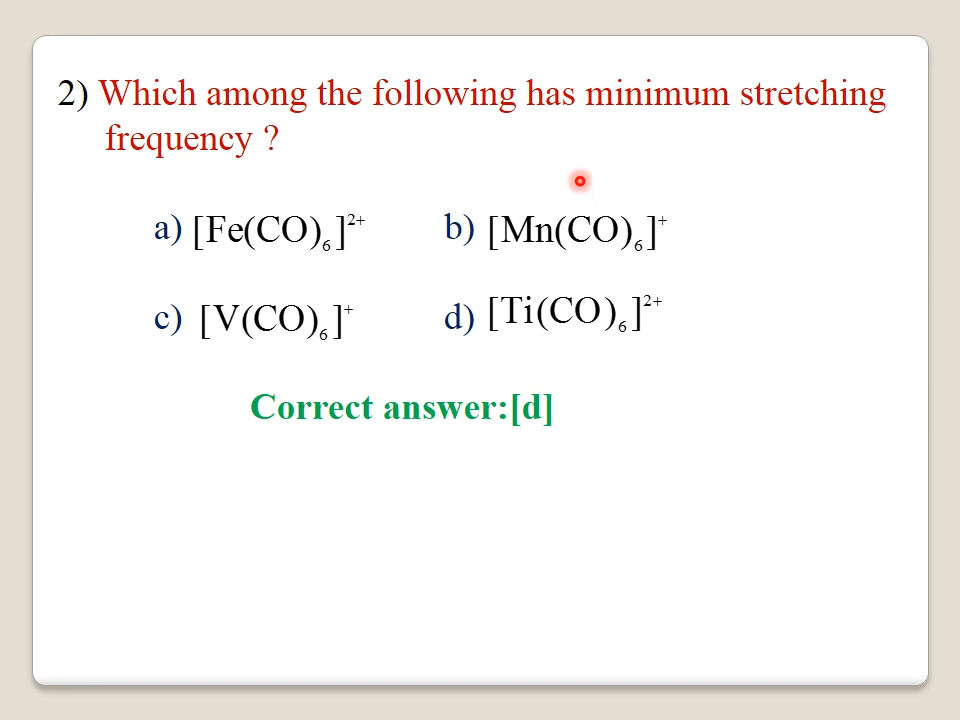 2) Which among the following has minimum stretching
frequency ?
a) [Fe(CO)₆]²⁺ b) [Mn(CO)₆]⁺
c) [V(CO)₆]⁺ d) [Ti(CO)₆]²⁺
Correct answer:[d]